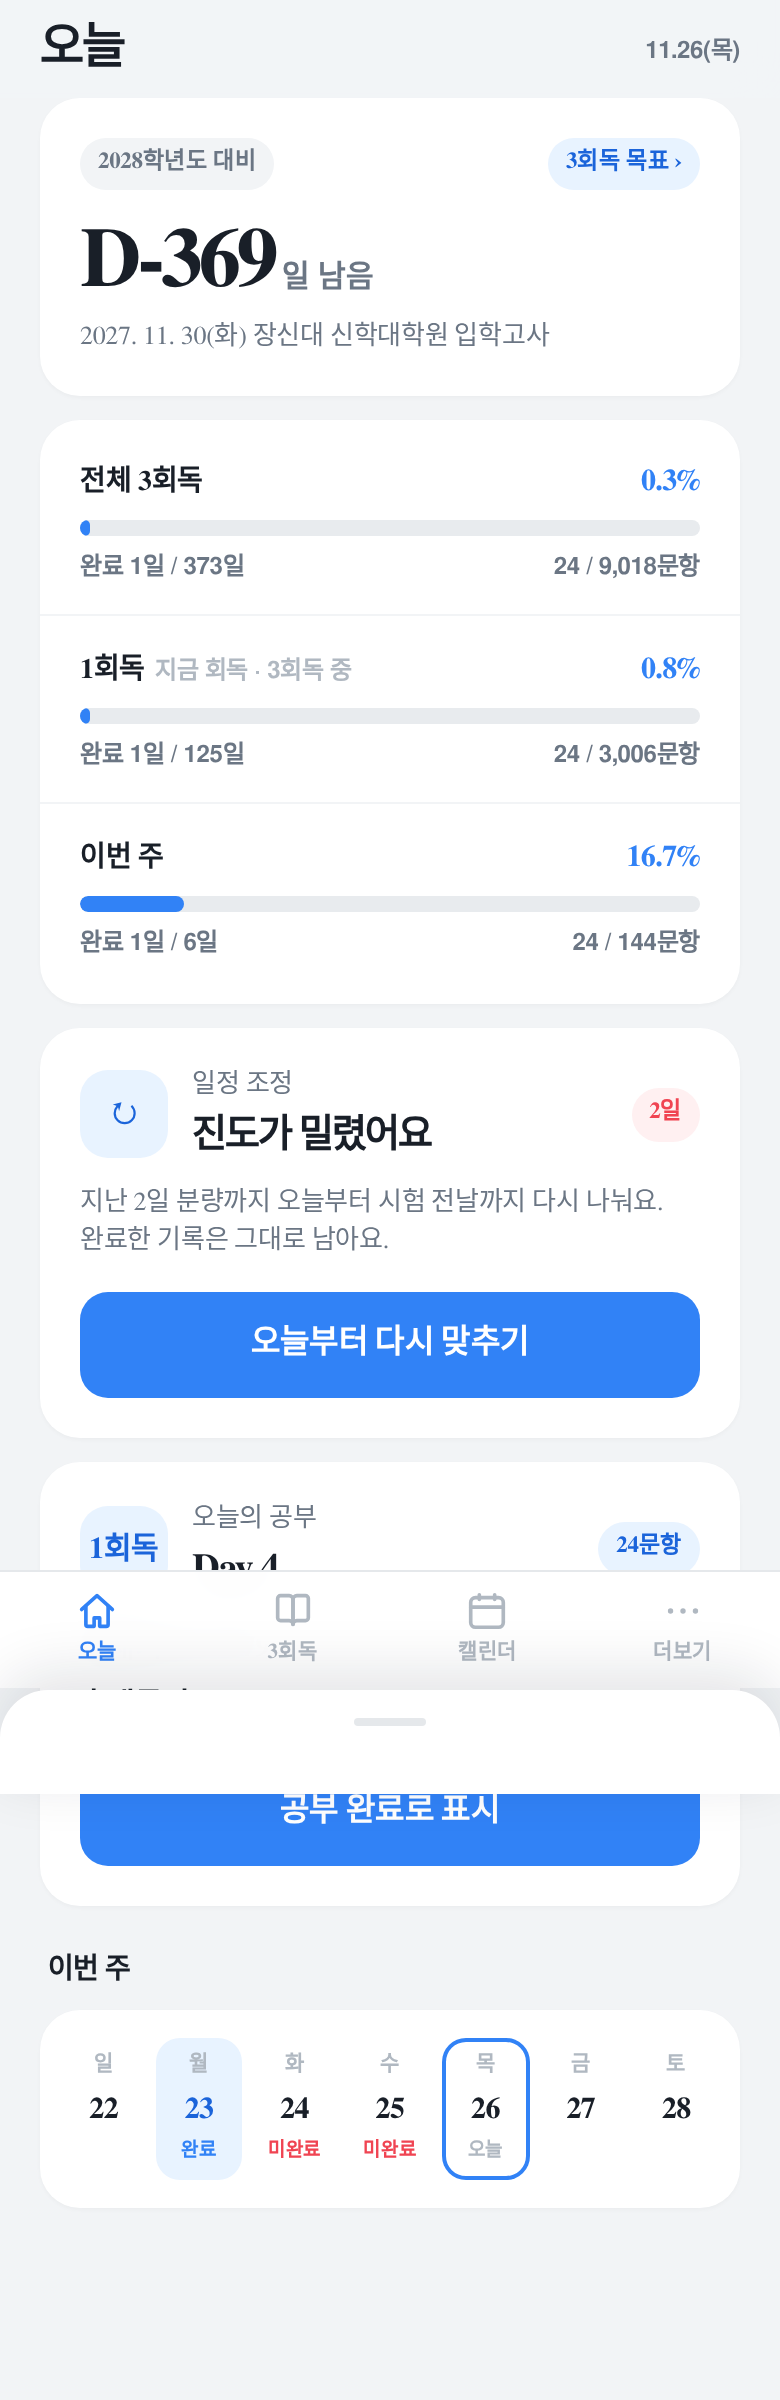 오늘
11.26(목)
2028학년도 대비
3회독 목표 ›
D-369일 남음
2027. 11. 30(화) 장신대 신학대학원 입학고사
전체 3회독
0.3%
완료 1일 / 373일
24 / 9,018문항
1회독 지금 회독 · 3회독 중
0.8%
완료 1일 / 125일
24 / 3,006문항
이번 주
16.7%
완료 1일 / 6일
24 / 144문항
일정 조정
진도가 밀렸어요
2일
지난 2일 분량까지 오늘부터 시험 전날까지 다시 나눠요.
완료한 기록은 그대로 남아요.
오늘부터 다시 맞추기
1회독
오늘의 공부
Day 4
24문항
오늘
3회독
캘린더
더보기
공부 완료로 표시
이번 주
일 월 화 수 목 금 토
22 23 24 25 26 27 28
완료 미완료 미완료 오늘